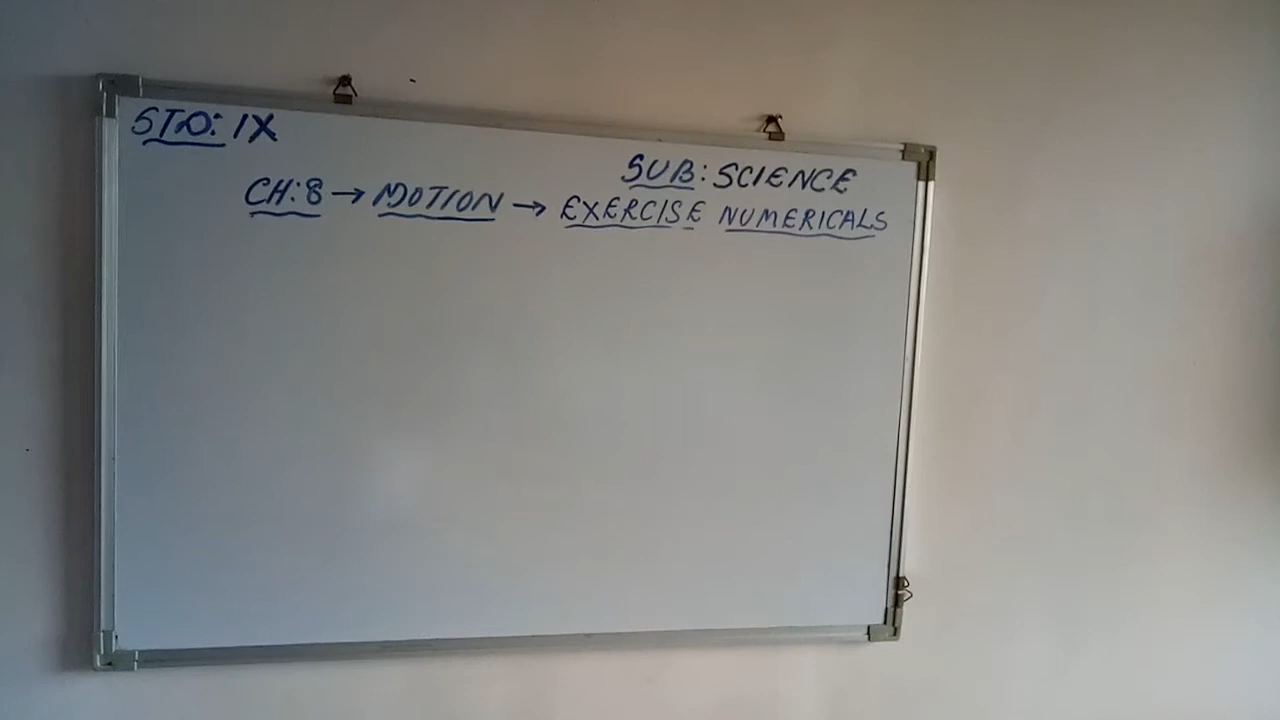 STD: IX
SUB: SCIENCE
CH: 8 → MOTION → EXERCISE NUMERICALS